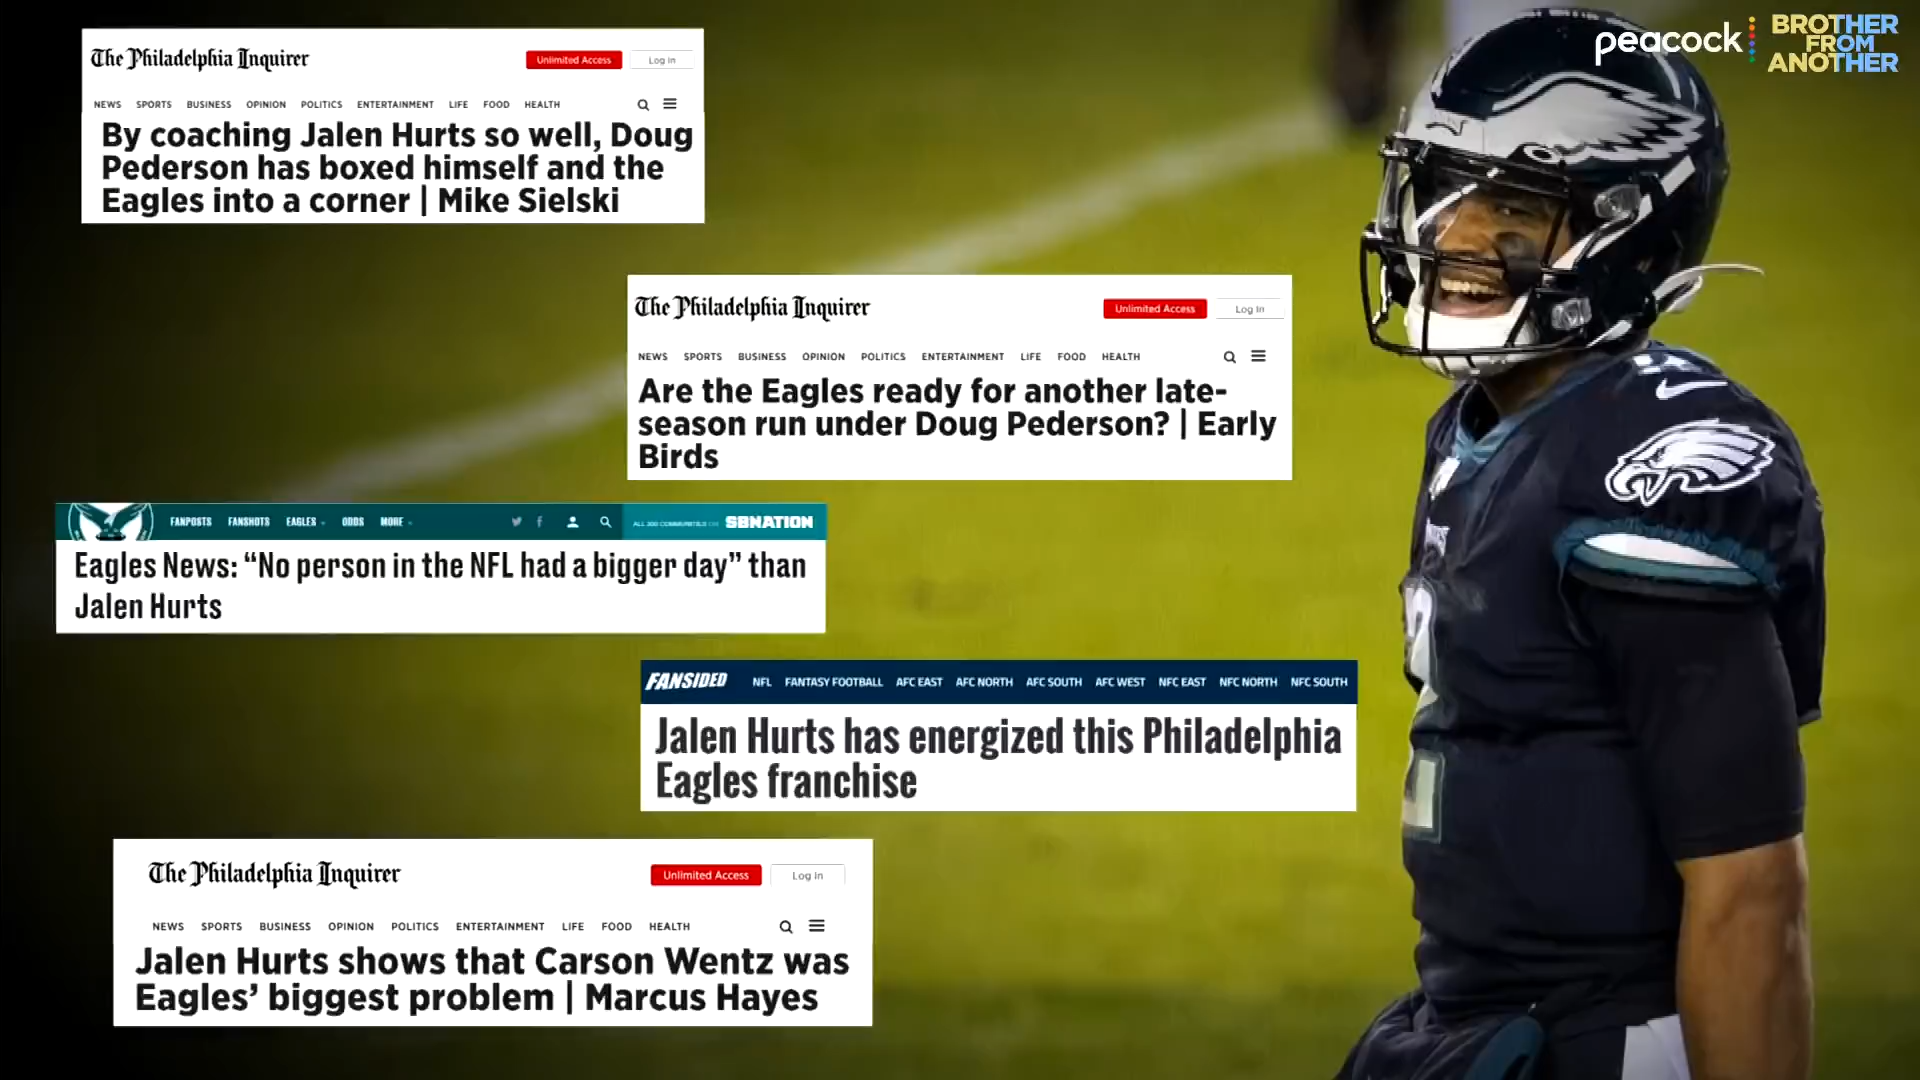 peacock
BROTHER
FROM
ANOTHER
The Philadelphia Inquirer
Unlimited Access
Log In
NEWS SPORTS BUSINESS OPINION POLITICS ENTERTAINMENT LIFE FOOD HEALTH
By coaching Jalen Hurts so well, Doug
Pederson has boxed himself and the
Eagles into a corner | Mike Sielski
The Philadelphia Inquirer
Unlimited Access
Log In
NEWS SPORTS BUSINESS OPINION POLITICS ENTERTAINMENT LIFE FOOD HEALTH
Are the Eagles ready for another late-
season run under Doug Pederson? | Early
Birds
FANPOSTS FANSHOTS EAGLES ODDS MORE
ALL 300 COMMUNITIES ON SBNATION
Eagles News: “No person in the NFL had a bigger day” than
Jalen Hurts
FANSIDED NFL FANTASY FOOTBALL AFC EAST AFC NORTH AFC SOUTH AFC WEST NFC EAST NFC NORTH NFC SOUTH
Jalen Hurts has energized this Philadelphia
Eagles franchise
The Philadelphia Inquirer
Unlimited Access
Log In
NEWS SPORTS BUSINESS OPINION POLITICS ENTERTAINMENT LIFE FOOD HEALTH
Jalen Hurts shows that Carson Wentz was
Eagles’ biggest problem | Marcus Hayes